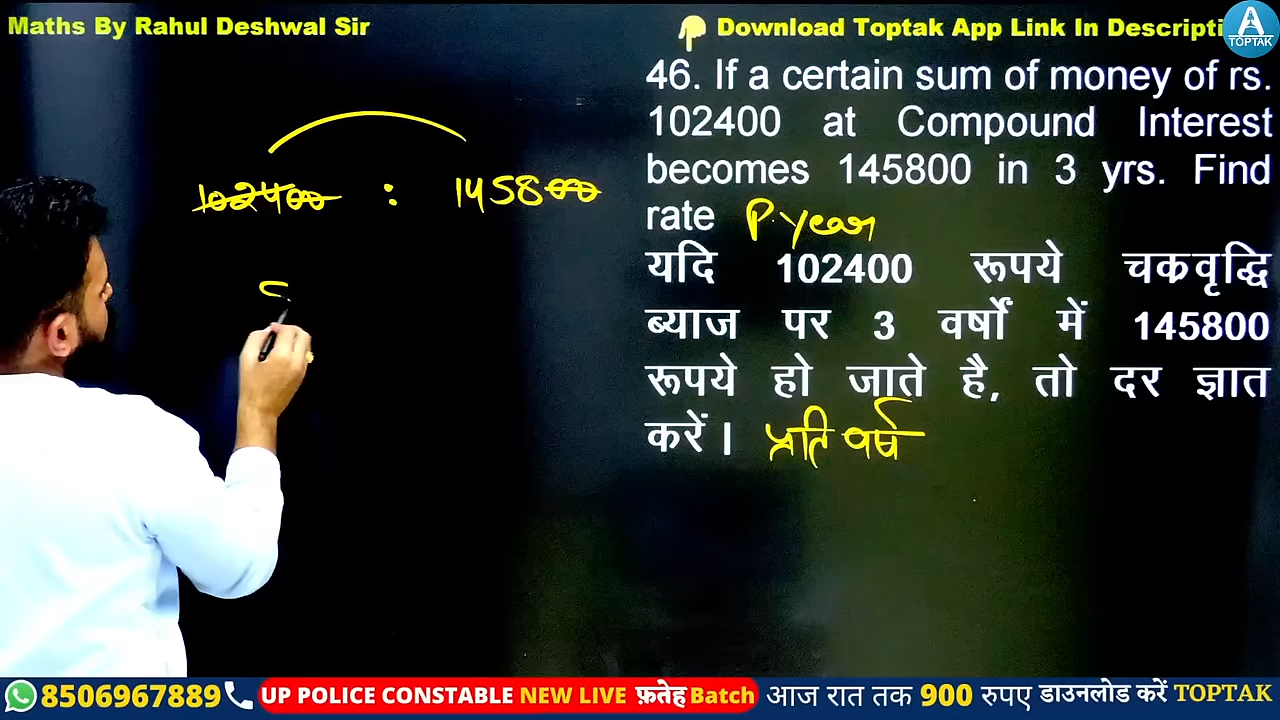 Maths By Rahul Deshwal Sir
Download Toptak App Link In Descripti
A
TOPTAK
46. If a certain sum of money of rs.
102400 at Compound Interest
becomes 145800 in 3 yrs. Find
rate P.year
यदि 102400 रूपये चक्रवृद्धि
ब्याज पर 3 वर्षों में 145800
रूपये हो जाते है, तो दर ज्ञात
करें। प्रति वर्ष
102400 : 145800
8506967889 UP POLICE CONSTABLE NEW LIVE फ़तेह Batch आज रात तक 900 रुपए डाउनलोड करें TOPTAK